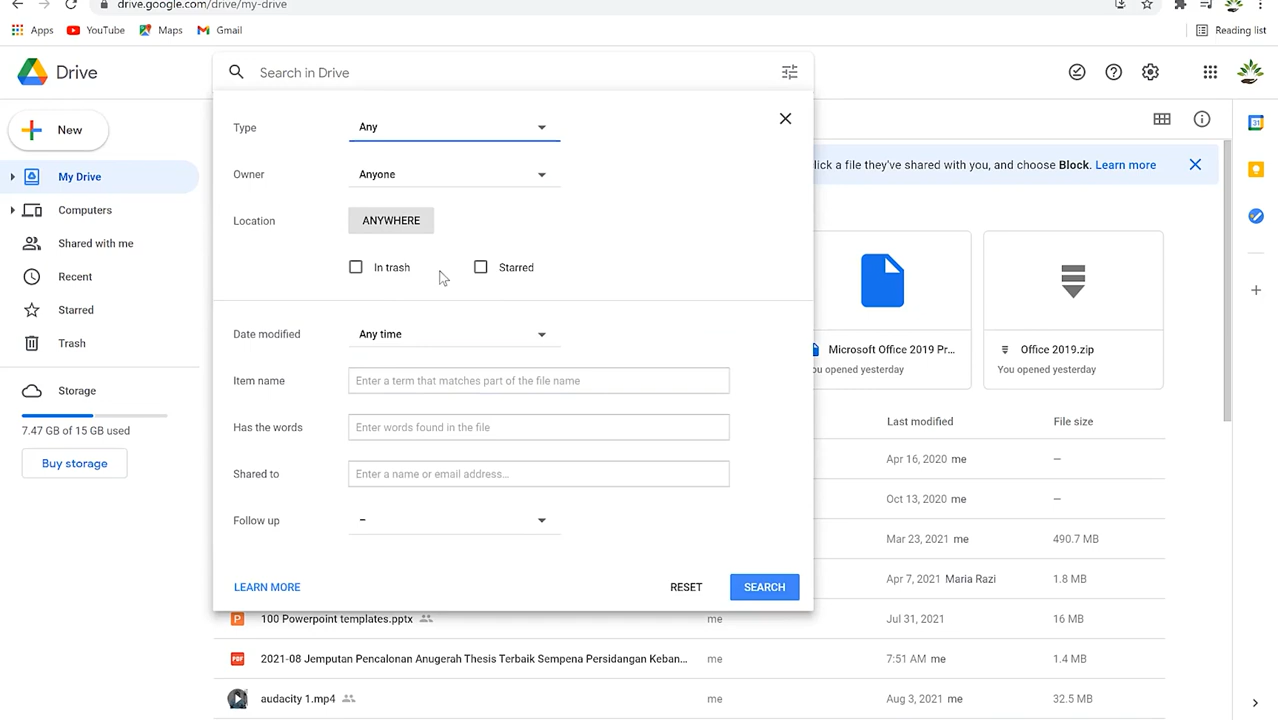 drive.google.com/drive/my-drive
Apps YouTube Maps Gmail Reading list
Drive Search in Drive
New
My Drive
Computers
Shared with me
Recent
Starred
Trash
Storage
7.47 GB of 15 GB used
Buy storage
Type Any
Owner Anyone
Location ANYWHERE
In trash Starred
Date modified Any time
Item name Enter a term that matches part of the file name
Has the words Enter words found in the file
Shared to Enter a name or email address...
Follow up –
LEARN MORE RESET SEARCH
lick a file they've shared with you, and choose Block. Learn more
31
Microsoft Office 2019 Pr... Office 2019.zip
ou opened yesterday You opened yesterday
Last modified File size
Apr 16, 2020 me –
Oct 13, 2020 me –
Mar 23, 2021 me 490.7 MB
Apr 7, 2021 Maria Razi 1.8 MB
P 100 Powerpoint templates.pptx me Jul 31, 2021 16 MB
PDF 2021-08 Jemputan Pencalonan Anugerah Thesis Terbaik Sempena Persidangan Keban... me 7:51 AM me 1.4 MB
audacity 1.mp4 me Aug 3, 2021 me 32.5 MB